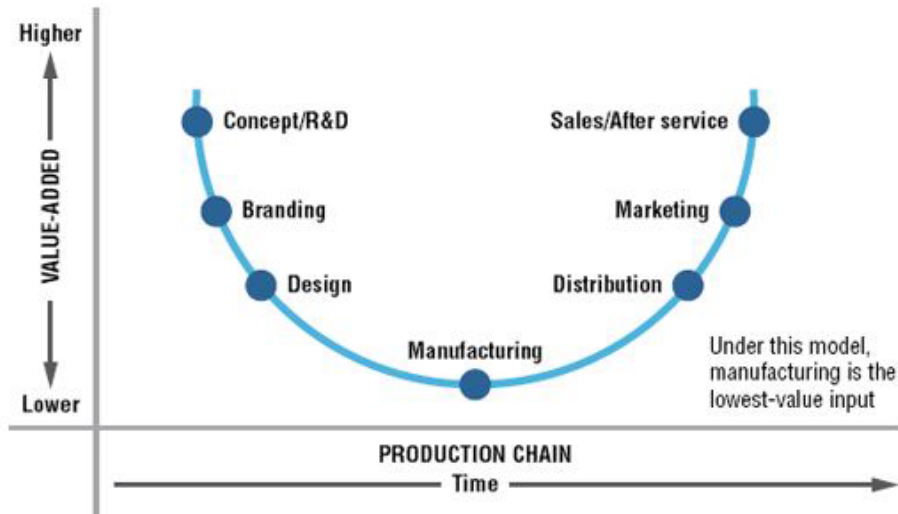 Higher
VALUE-ADDED
Lower
Concept/R&D
Branding
Design
Manufacturing
Sales/After service
Marketing
Distribution
Under this model,
manufacturing is the
lowest-value input
PRODUCTION CHAIN
Time